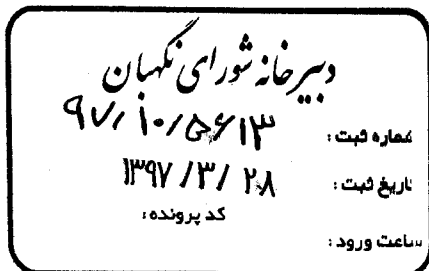 دبیرخانه شورای نگهبان
شماره ثبت : ۹۷/۱۰/۵۶۱۳
تاریخ ثبت : ۱۳۹۷/۳/۲۸
کد پرونده :
ساعت ورود :